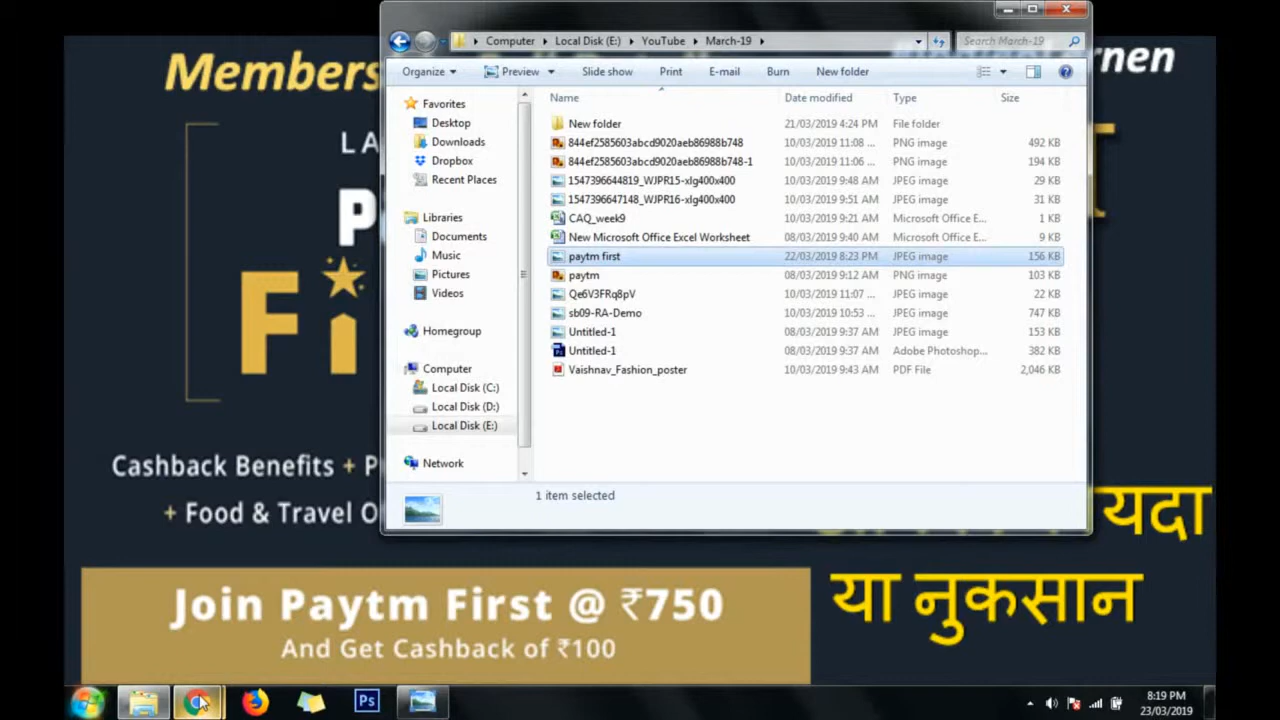 Computer
Local Disk (E:)
YouTube
March-19
Search March-19
Organize
Preview
Slide show
Print
E-mail
Burn
New folder
Favorites
Desktop
Downloads
Dropbox
Recent Places
Libraries
Documents
Music
Pictures
Videos
Homegroup
Computer
Local Disk (C:)
Local Disk (D:)
Local Disk (E:)
Network
Name Date modified Type Size
New folder 21/03/2019 4:24 PM File folder
844ef2585603abcd9020aeb86988b748 10/03/2019 11:08 ... PNG image 492 KB
844ef2585603abcd9020aeb86988b748-1 10/03/2019 11:06 ... PNG image 194 KB
1547396644819_WJPR15-xlg400x400 10/03/2019 9:48 AM JPEG image 29 KB
1547396647148_WJPR16-xlg400x400 10/03/2019 9:51 AM JPEG image 31 KB
CAQ_week9 10/03/2019 9:21 AM Microsoft Office E... 1 KB
New Microsoft Office Excel Worksheet 08/03/2019 9:40 AM Microsoft Office E... 9 KB
paytm first 22/03/2019 8:23 PM JPEG image 156 KB
paytm 08/03/2019 9:12 AM PNG image 103 KB
Qe6V3FRq8pV 10/03/2019 11:07 ... JPEG image 22 KB
sb09-RA-Demo 10/03/2019 10:53 ... JPEG image 747 KB
Untitled-1 08/03/2019 9:37 AM JPEG image 153 KB
Untitled-1 08/03/2019 9:37 AM Adobe Photoshop... 382 KB
Vaishnav_Fashion_poster 10/03/2019 9:43 AM PDF File 2,046 KB
1 item selected
Members
LA
P
Fi
Cashback Benefits + P
+ Food & Travel O
Join Paytm First @ ₹750
And Get Cashback of ₹100
यदा
या नुकसान
Ps
8:19 PM
23/03/2019